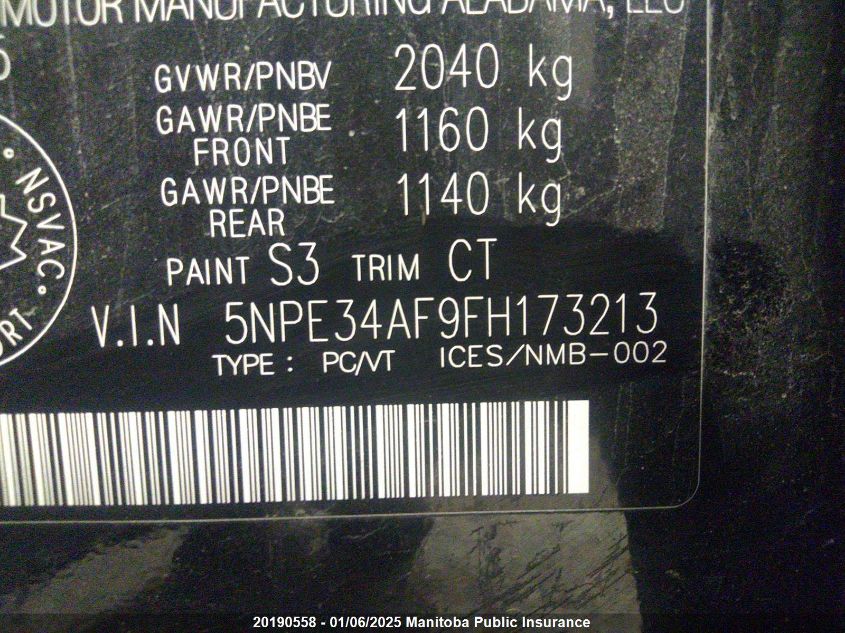 MOTOR MANUFACTURING ALABAMA, LLC
GVWR/PNBV 2040 kg
GAWR/PNBE FRONT 1160 kg
GAWR/PNBE REAR 1140 kg
PAINT S3 TRIM CT
V.I.N 5NPE34AF9FH173213
TYPE : PC/VT ICES/NMB-002
NSVAC.
20190558 - 01/06/2025 Manitoba Public Insurance